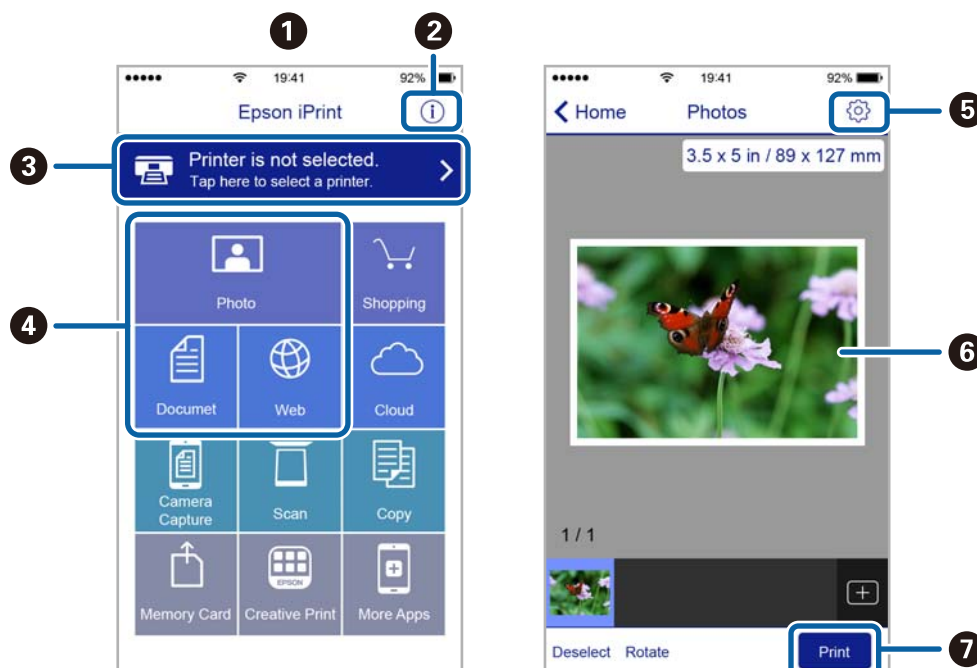 1
2
19:41
92%
Epson iPrint
3
Printer is not selected.
Tap here to select a printer.
4
Photo
Shopping
Documet
Web
Cloud
Camera
Capture
Scan
Copy
EPSON
Memory Card
Creative Print
More Apps
19:41
92%
Home
Photos
5
3.5 x 5 in / 89 x 127 mm
6
1 / 1
Deselect
Rotate
Print
7